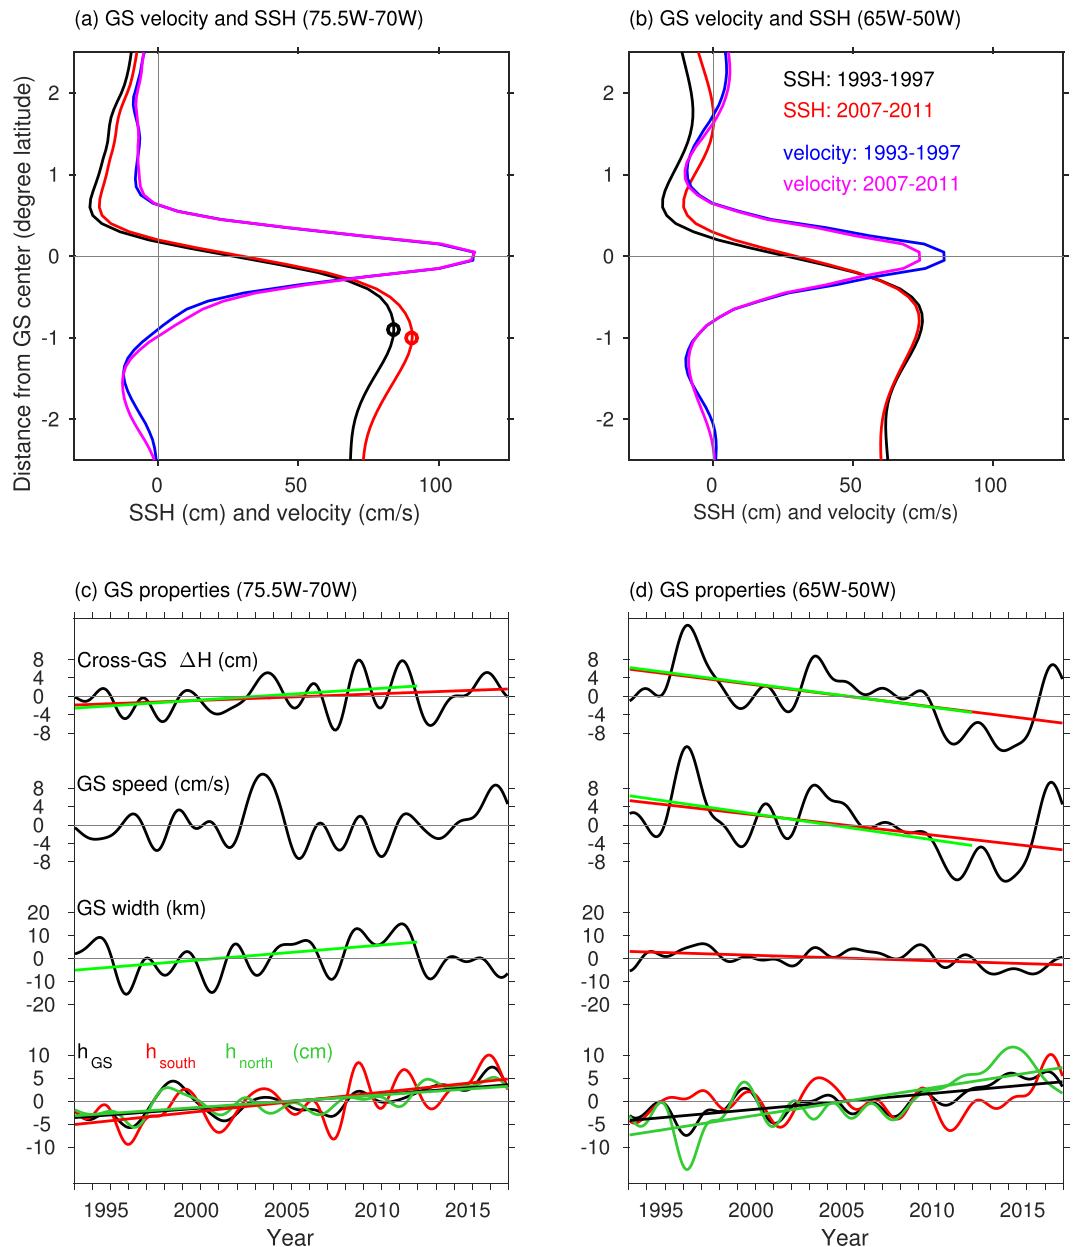 (a) GS velocity and SSH (75.5W-70W)
(b) GS velocity and SSH (65W-50W)
Distance from GS center (degree latitude)
2
1
0
-1
-2
0 50 100
SSH (cm) and velocity (cm/s)
2
1
0
-1
-2
SSH: 1993-1997
SSH: 2007-2011
velocity: 1993-1997
velocity: 2007-2011
0 50 100
SSH (cm) and velocity (cm/s)
(c) GS properties (75.5W-70W)
8
4
0
-4
-8
Cross-GS ΔH (cm)
8
4
0
-4
-8
GS speed (cm/s)
20
10
0
-10
-20
GS width (km)
10
5
0
-5
-10
hGS hsouth hnorth (cm)
1995 2000 2005 2010 2015
Year
(d) GS properties (65W-50W)
8
4
0
-4
-8
8
4
0
-4
-8
20
10
0
-10
-20
10
5
0
-5
-10
1995 2000 2005 2010 2015
Year